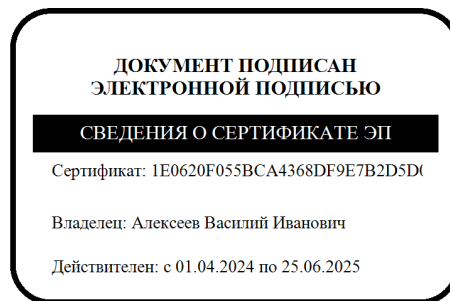 ДОКУМЕНТ ПОДПИСАН
ЭЛЕКТРОННОЙ ПОДПИСЬЮ
СВЕДЕНИЯ О СЕРТИФИКАТЕ ЭП
Сертификат: 1E0620F055BCA4368DF9E7B2D5D
Владелец: Алексеев Василий Иванович
Действителен: с 01.04.2024 по 25.06.2025